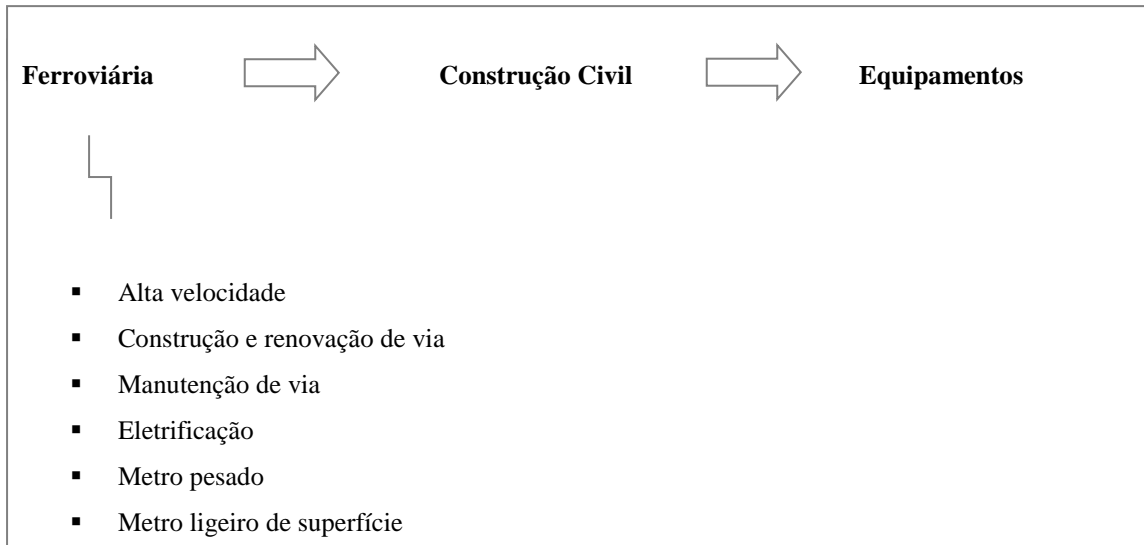 Ferroviária Construção Civil Equipamentos
▪ Alta velocidade
▪ Construção e renovação de via
▪ Manutenção de via
▪ Eletrificação
▪ Metro pesado
▪ Metro ligeiro de superfície